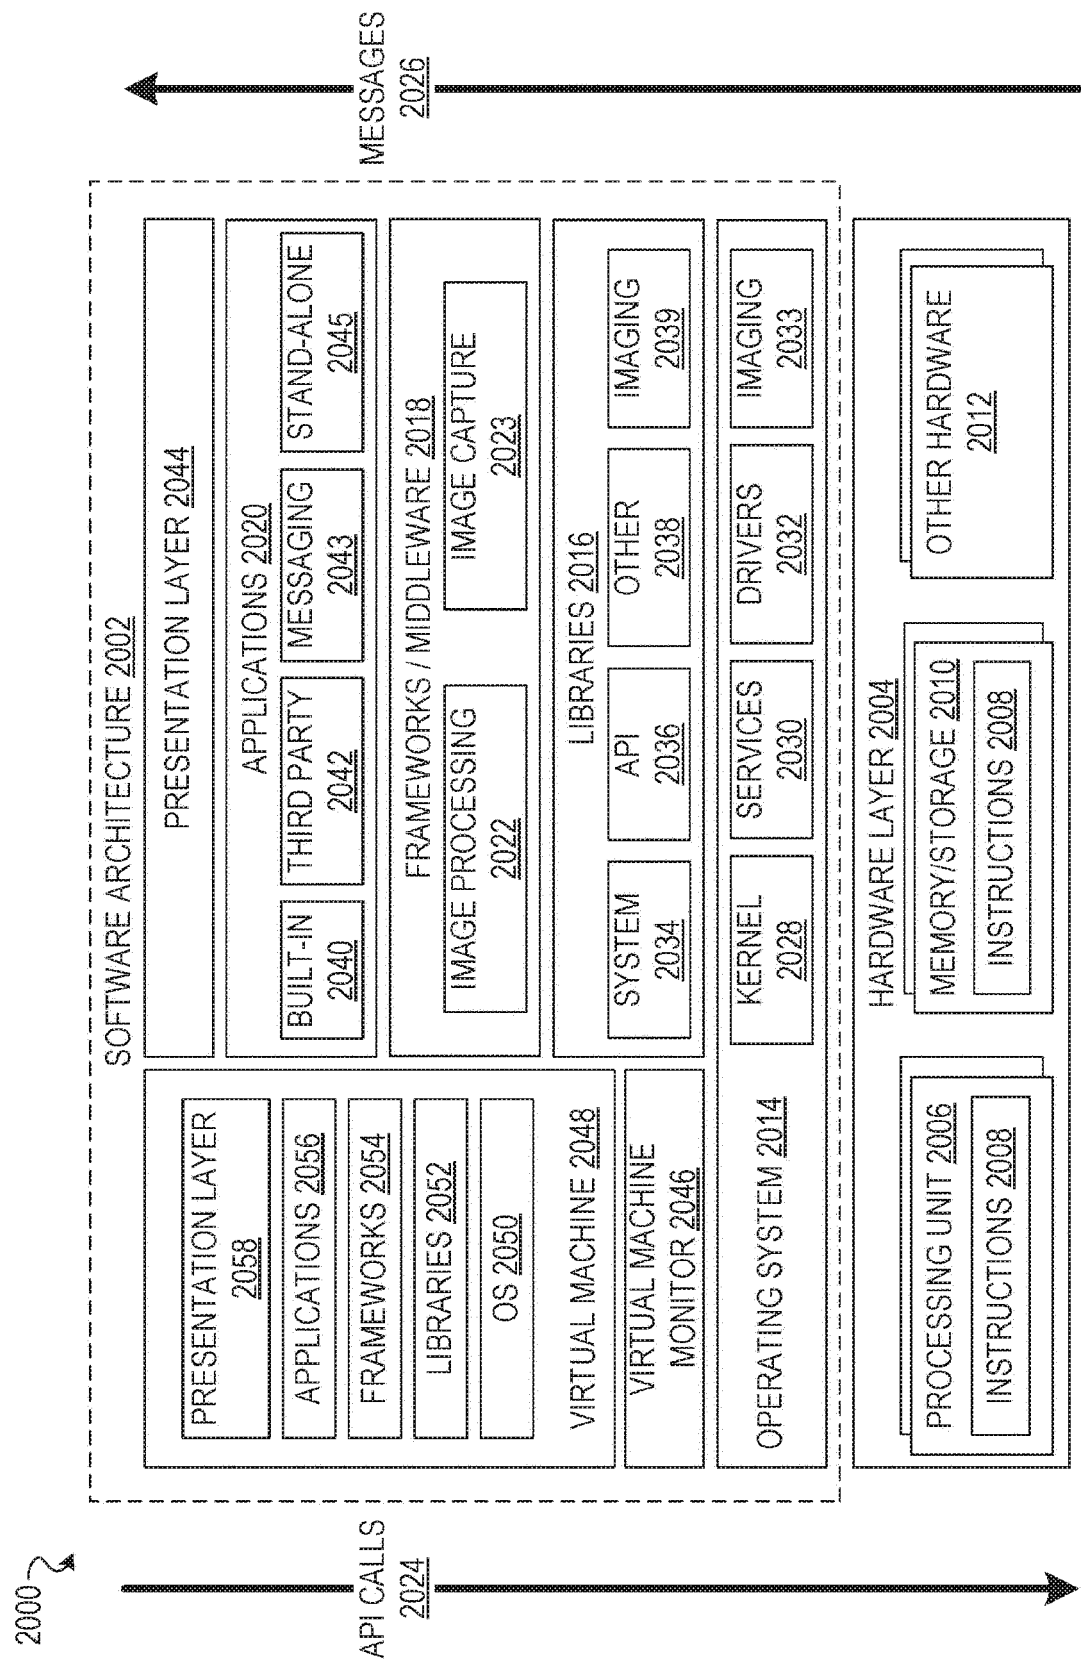 2000
SOFTWARE ARCHITECTURE 2002
PRESENTATION LAYER
2058
APPLICATIONS 2056
FRAMEWORKS 2054
LIBRARIES 2052
OS 2050
VIRTUAL MACHINE 2048
VIRTUAL MACHINE
MONITOR 2046
PRESENTATION LAYER 2044
APPLICATIONS 2020
BUILT-IN
2040
THIRD PARTY
2042
MESSAGING
2043
STAND-ALONE
2045
FRAMEWORKS / MIDDLEWARE 2018
IMAGE PROCESSING
2022
IMAGE CAPTURE
2023
LIBRARIES 2016
SYSTEM
2034
API
2036
OTHER
2038
IMAGING
2039
OPERATING SYSTEM 2014
KERNEL
2028
SERVICES
2030
DRIVERS
2032
IMAGING
2033
HARDWARE LAYER 2004
PROCESSING UNIT 2006
INSTRUCTIONS 2008
MEMORY/STORAGE 2010
INSTRUCTIONS 2008
OTHER HARDWARE
2012
API CALLS
2024
MESSAGES
2026